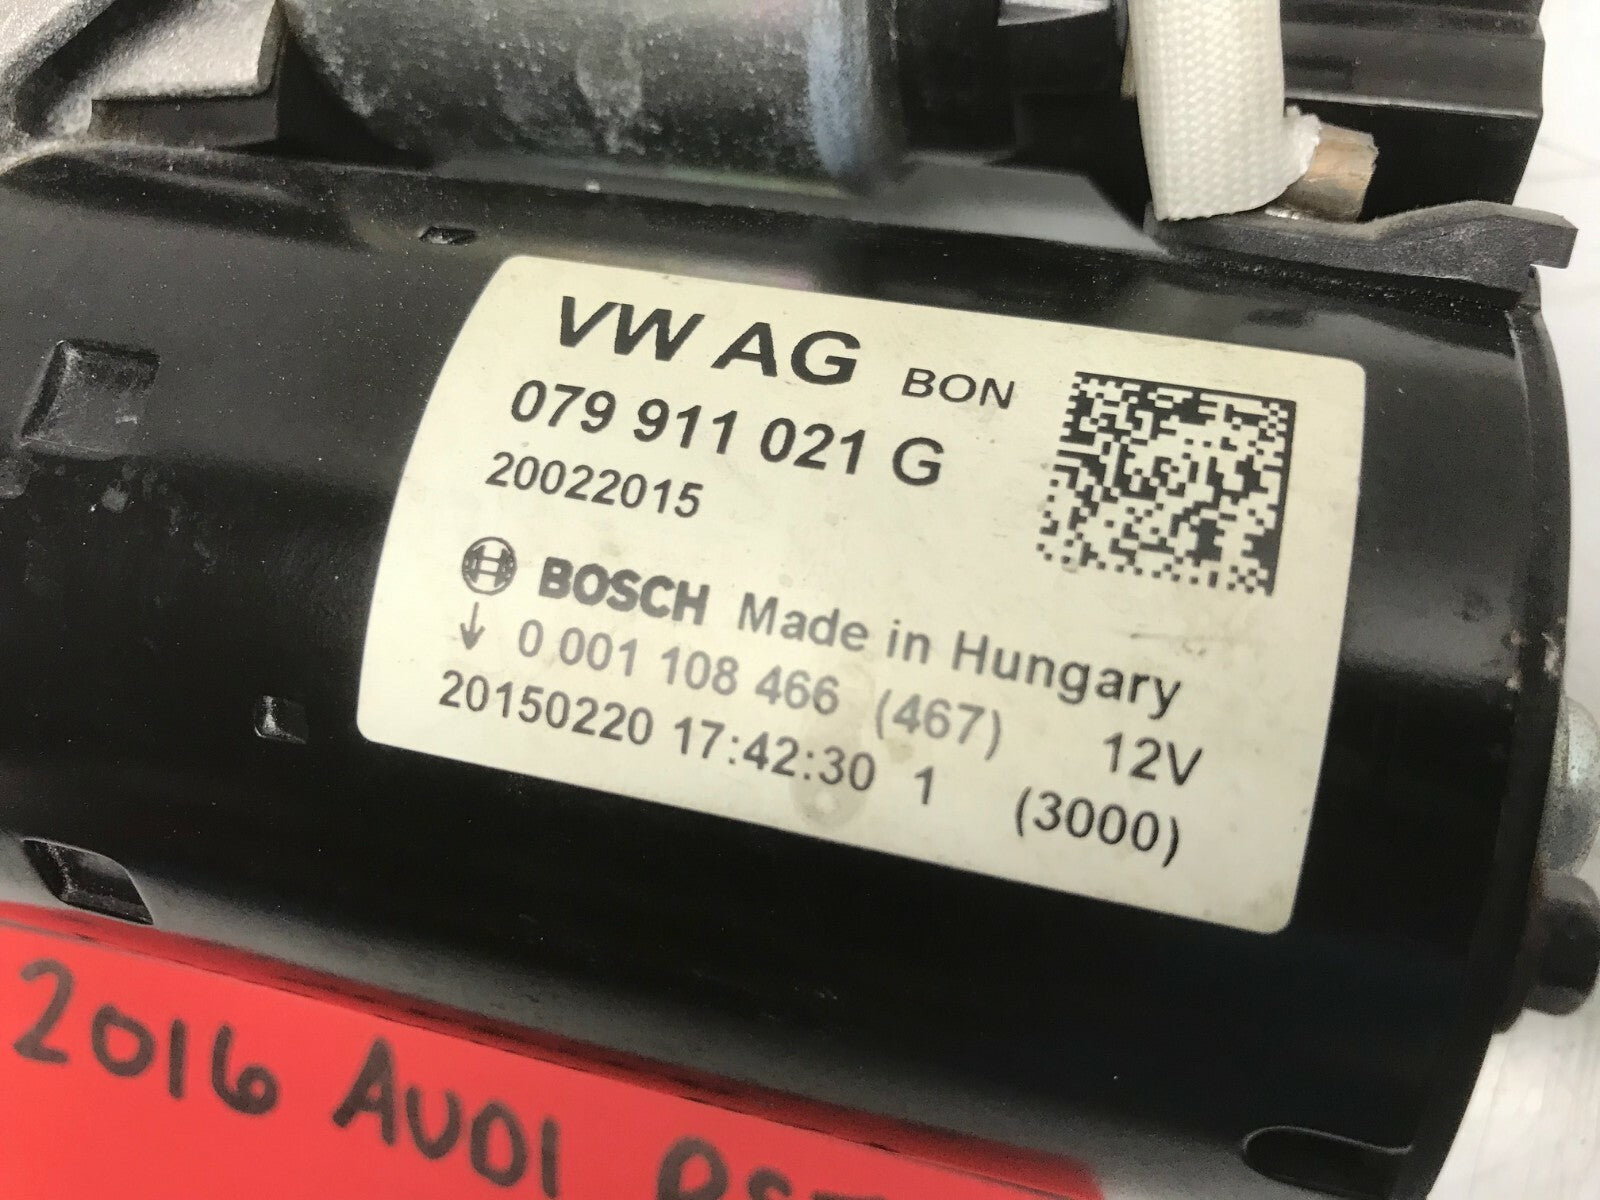 VW AG BON
079 911 021 G
20022015
BOSCH Made in Hungary
↓ 0 001 108 466 (467) 12V
20150220 17:42:30 1 (3000)
2016 AUDI